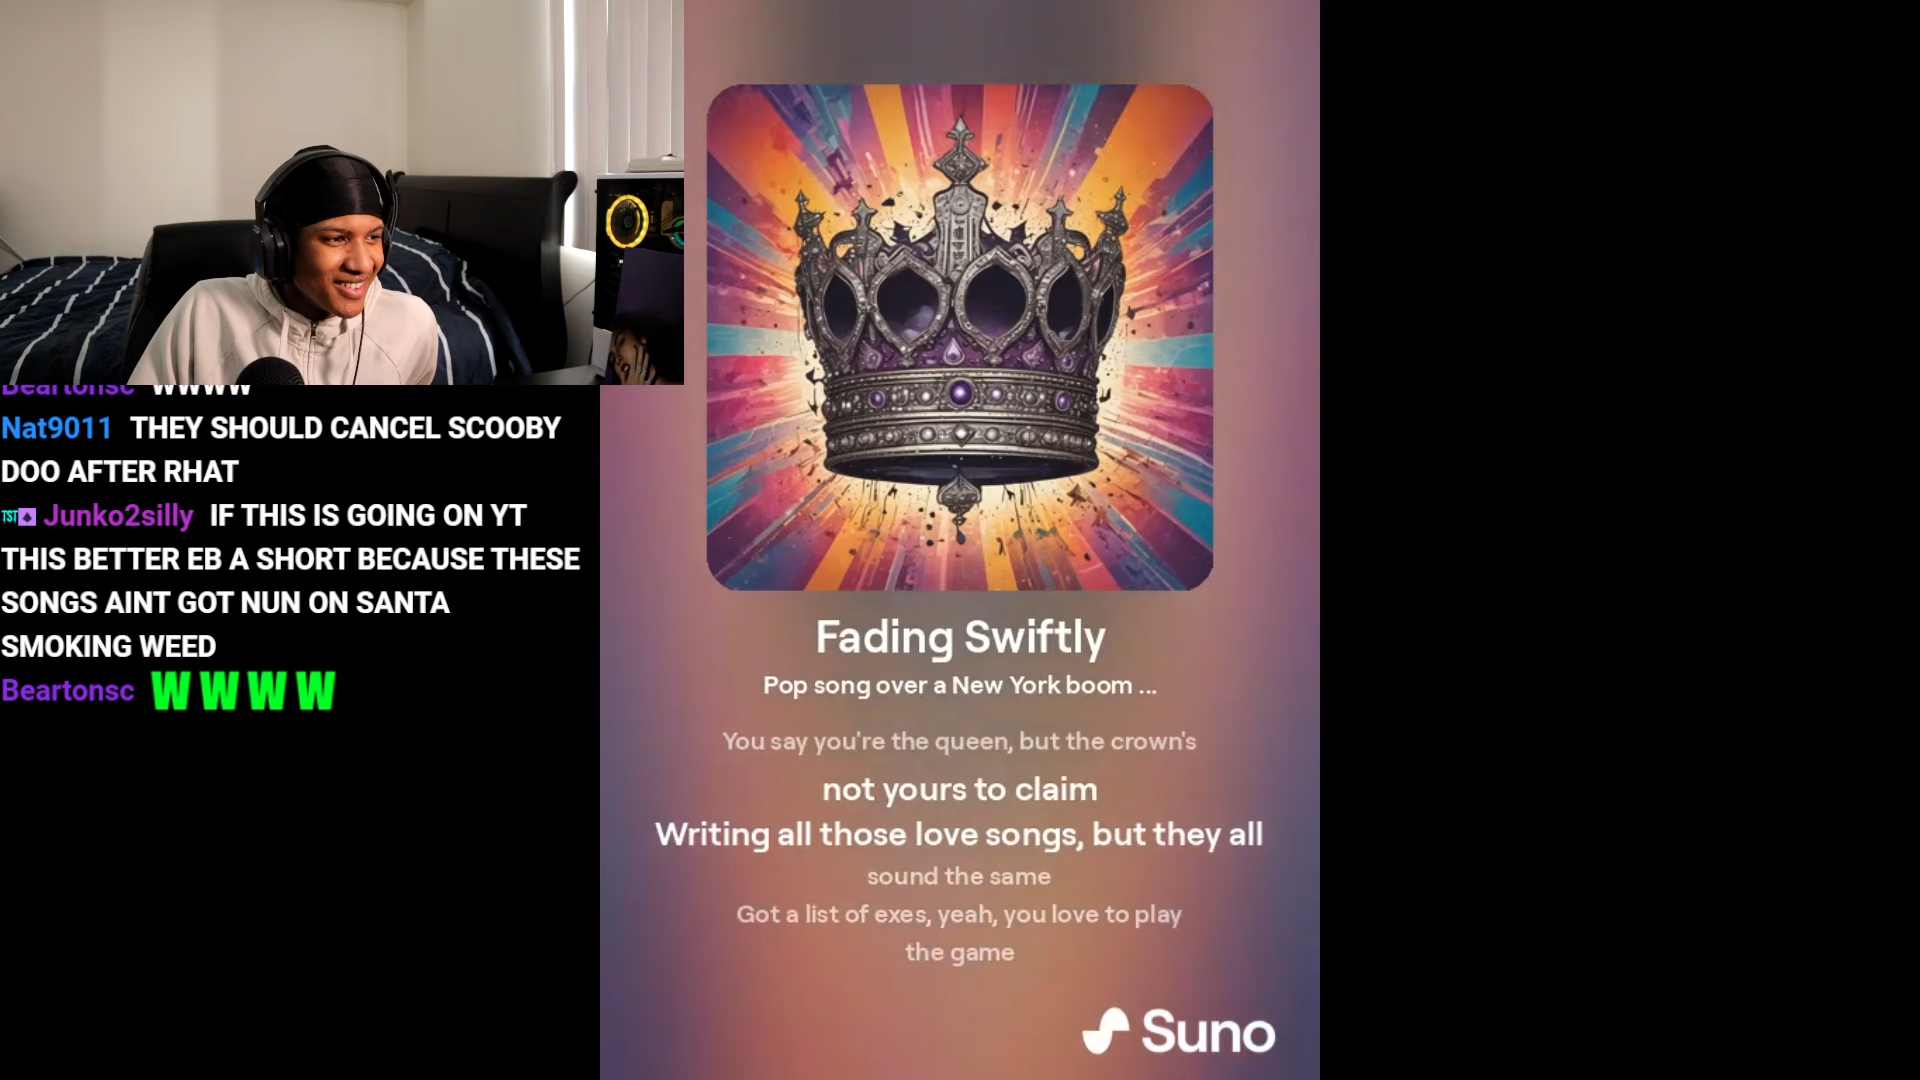 Beartonsc WWWW
Nat9011 THEY SHOULD CANCEL SCOOBY
DOO AFTER RHAT
TST Junko2silly IF THIS IS GOING ON YT
THIS BETTER EB A SHORT BECAUSE THESE
SONGS AINT GOT NUN ON SANTA
SMOKING WEED
Beartonsc W W W W
Fading Swiftly
Pop song over a New York boom ...
You say you're the queen, but the crown's
not yours to claim
Writing all those love songs, but they all
sound the same
Got a list of exes, yeah, you love to play
the game
Suno